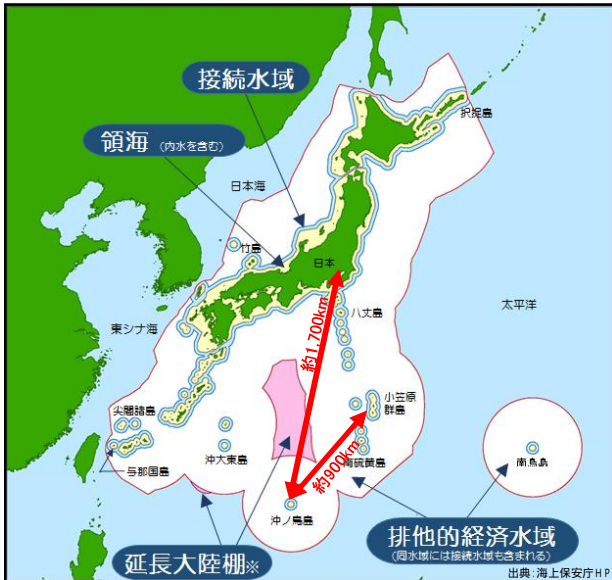 接続水域
択捉島
領海 (内水を含む)
日本海
竹島
日本
東シナ海
八丈島
太平洋
約1,700km
尖閣諸島
小笠原
群島
沖大東島
約900km
南硫黄島
南鳥島
与那国島
沖ノ鳥島
排他的経済水域
(同水域には接続水域も含まれる)
延長大陸棚※
出典:海上保安庁HP